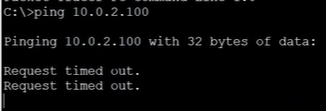 C:\>ping 10.0.2.100
Pinging 10.0.2.100 with 32 bytes of data:
Request timed out.
Request timed out.